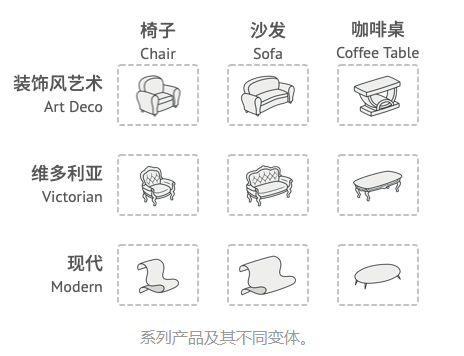 椅子 沙发 咖啡桌
Chair Sofa Coffee Table
装饰风艺术
Art Deco
维多利亚
Victorian
现代
Modern
系列产品及其不同变体。